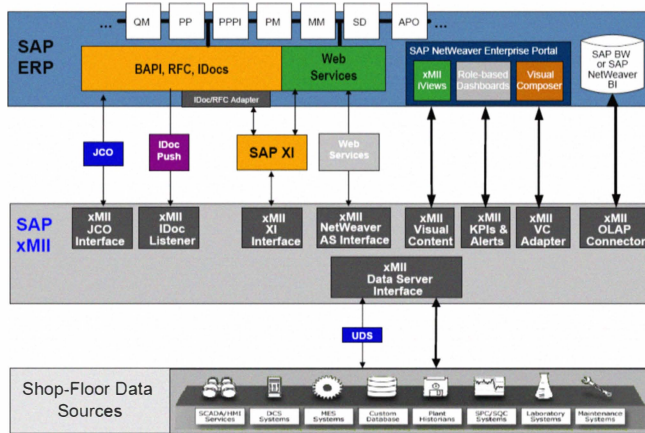 ... QM PP PPPI PM MM SD APO ...
SAP
ERP
BAPI, RFC, IDocs
Web
Services
IDoc/RFC Adapter
SAP NetWeaver Enterprise Portal
xMII
iViews
Role-based
Dashboards
Visual
Composer
SAP BW
or SAP
NetWeaver
BI
JCO
IDoc
Push
SAP XI
Web
Services
SAP
xMII
xMII
JCO
Interface
xMII
IDoc
Listener
xMII
XI
Interface
xMII
NetWeaver
AS Interface
xMII
Visual
Content
xMII
KPIs &
Alerts
xMII
VC
Adapter
xMII
OLAP
Connector
xMII
Data Server
Interface
UDS
Shop-Floor Data
Sources
SCADA/HMI
Services
DCS
Systems
MES
Systems
Custom
Database
Plant
Historians
SPC/SQC
Systems
Laboratory
Systems
Maintenance
Systems